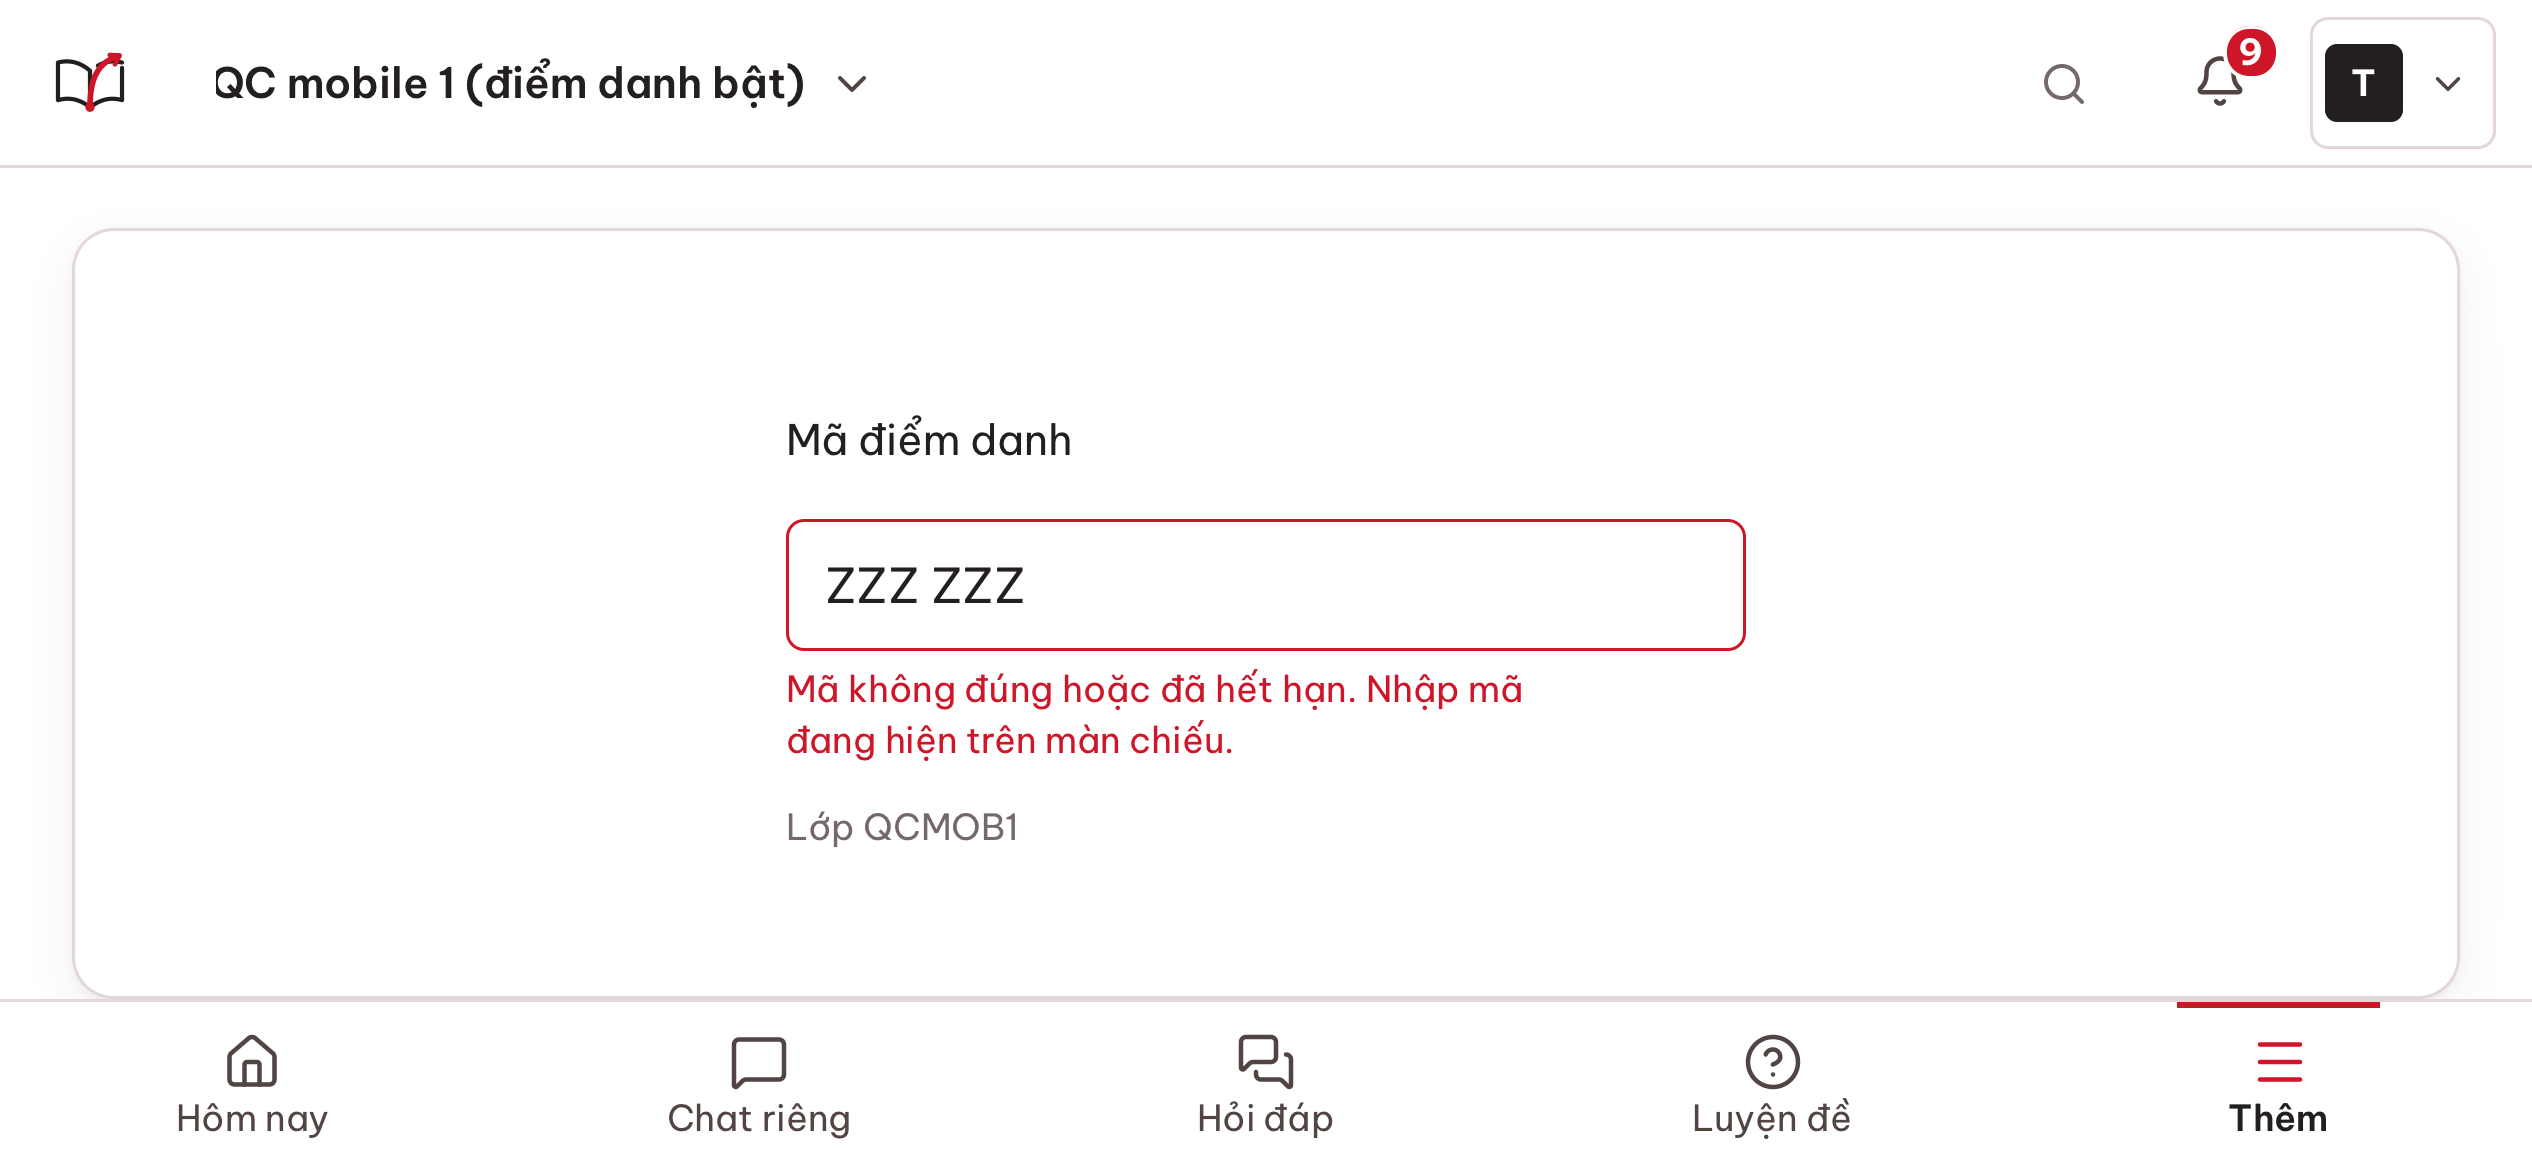 QC mobile 1 (điểm danh bật)
9
T
Mã điểm danh
ZZZ ZZZ
Mã không đúng hoặc đã hết hạn. Nhập mã
đang hiện trên màn chiếu.
Lớp QCMOB1
Hôm nay
Chat riêng
Hỏi đáp
Luyện đề
Thêm